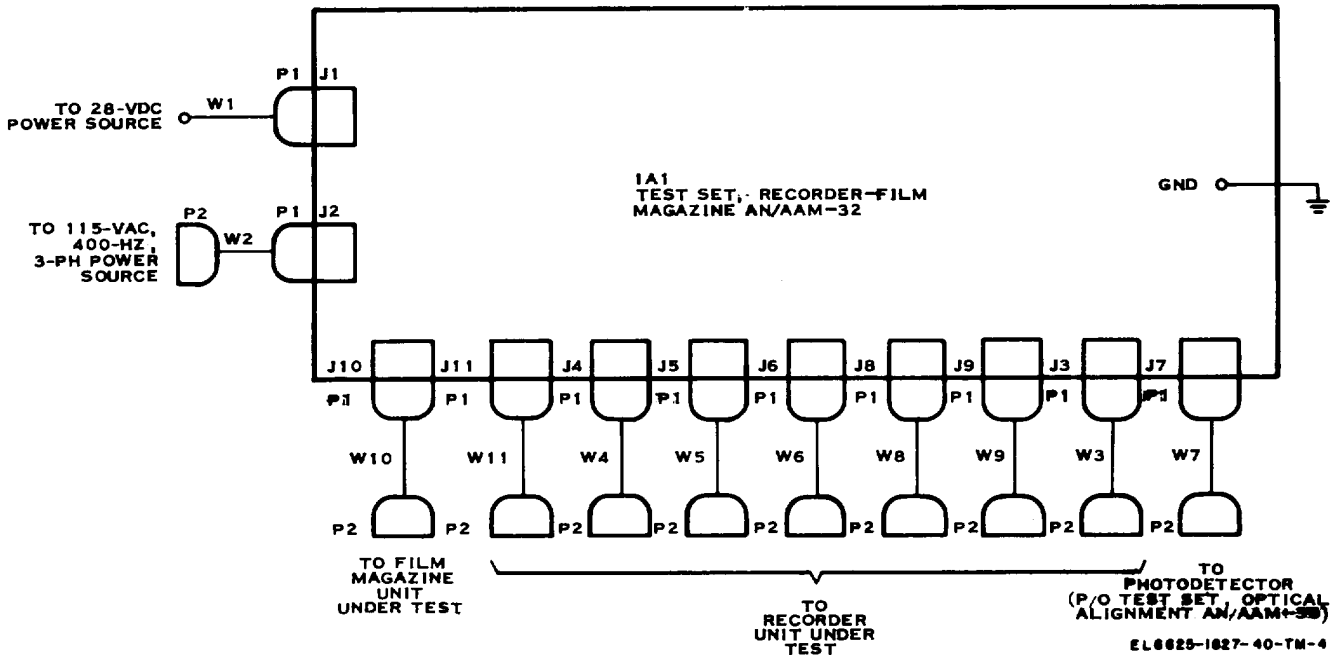 P1 J1
W1
TO 28-VDC
POWER SOURCE
1A1
TEST SET, RECORDER-FILM
MAGAZINE AN/AAM-32
GND
P2
P1 J2
W2
TO 115-VAC,
400-HZ,
3-PH POWER
SOURCE
J10 J11 J4 J5 J6 J8 J9 J3 J7
P1 P1 P1 P1 P1 P1 P1 P1 P1
W10 W11 W4 W5 W6 W8 W9 W3 W7
P2 P2 P2 P2 P2 P2 P2 P2 P2
TO FILM
MAGAZINE
UNIT
UNDER TEST
TO
RECORDER
UNIT UNDER
TEST
TO
PHOTODETECTOR
(P/O TEST SET, OPTICAL
ALIGNMENT
EL6625-1827-40-TM-4